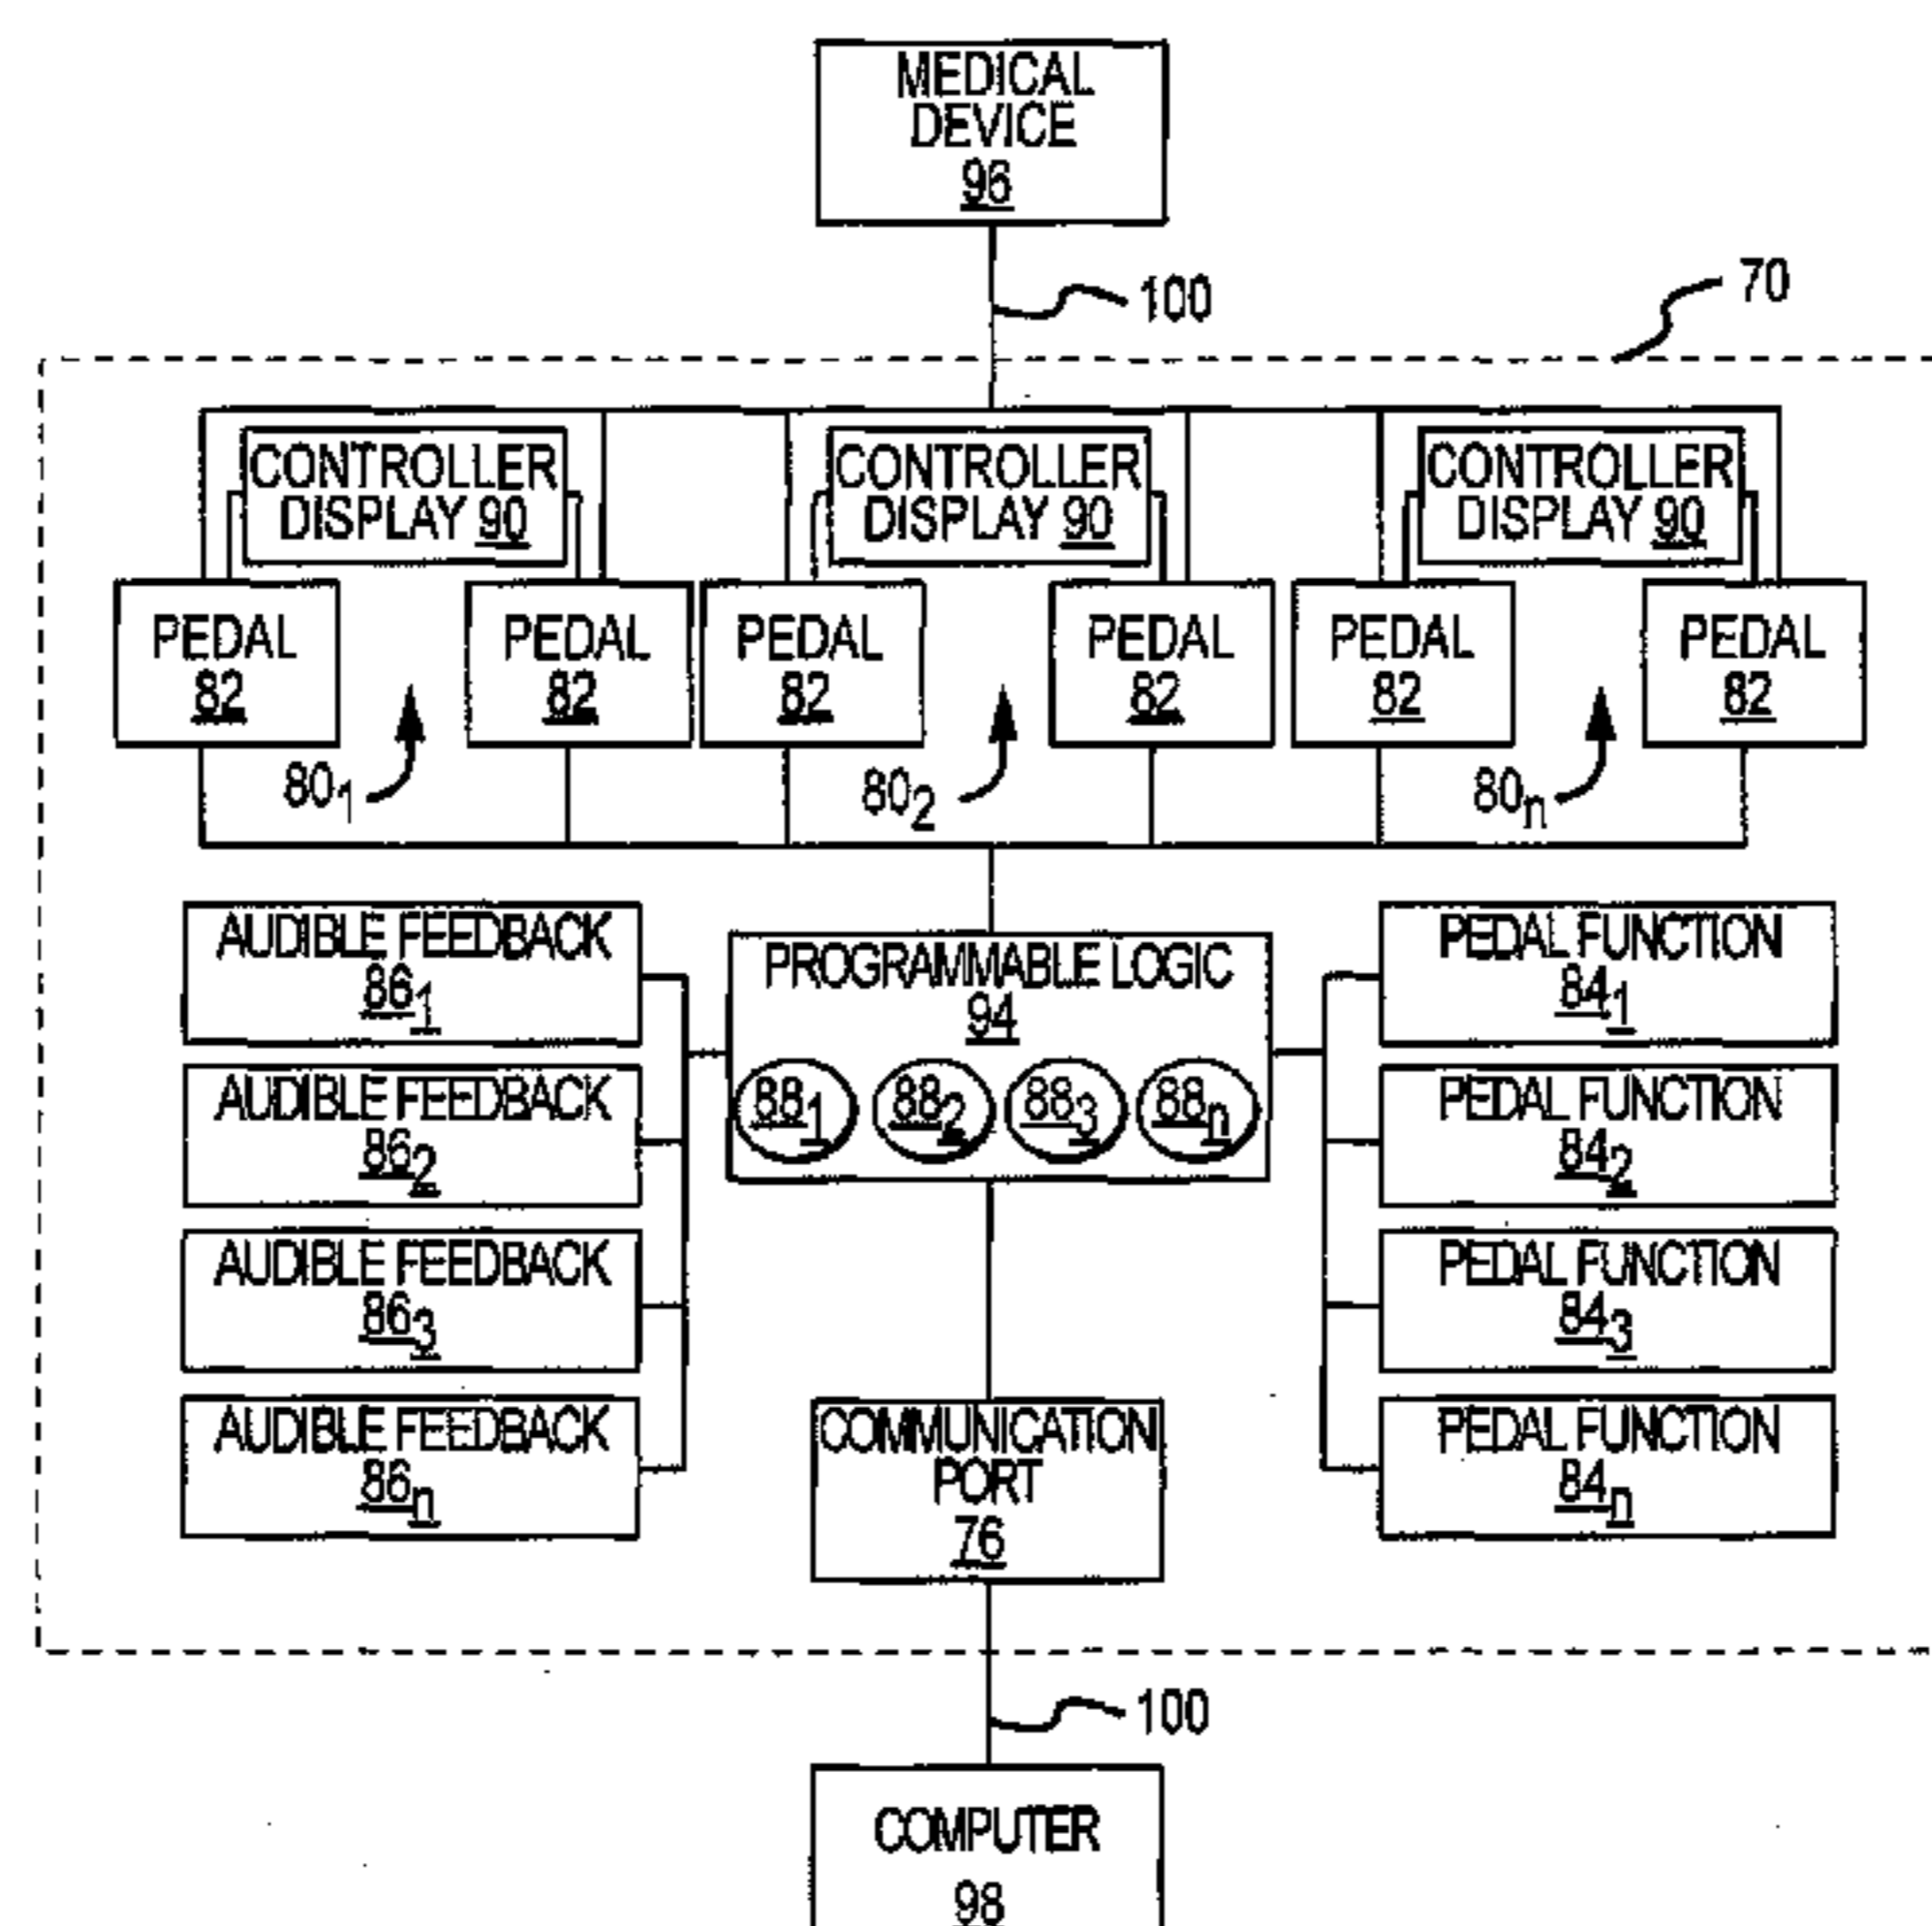 MEDICAL
DEVICE
96
100
70
CONTROLLER
DISPLAY 90
CONTROLLER
DISPLAY 90
CONTROLLER
DISPLAY 90
PEDAL
82
PEDAL
82
PEDAL
82
PEDAL
82
PEDAL
82
PEDAL
82
80₁
80₂
80ₙ
AUDIBLE FEEDBACK
86₁
AUDIBLE FEEDBACK
86₂
AUDIBLE FEEDBACK
86₃
AUDIBLE FEEDBACK
86ₙ
PROGRAMMABLE LOGIC
94
88₁ 88₂ 88₃ 88ₙ
PEDAL FUNCTION
84₁
PEDAL FUNCTION
84₂
PEDAL FUNCTION
84₃
PEDAL FUNCTION
84ₙ
COMMUNICATION
PORT
76
100
COMPUTER
98